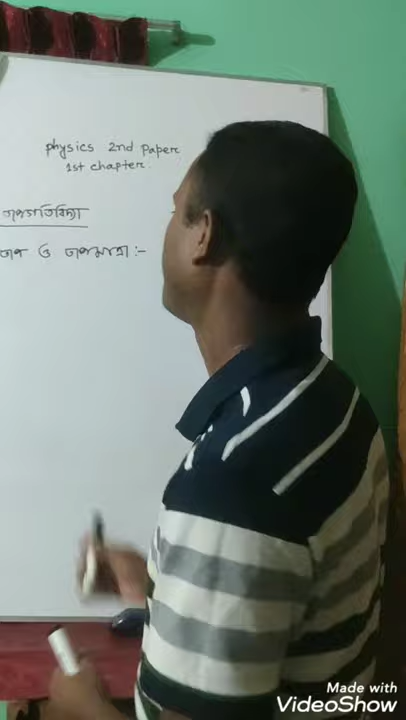 physics 2nd paper
1st chapter.
তাপগতিবিদ্যা
তাপ ও তাপমাত্রা :-
Made with
VideoShow